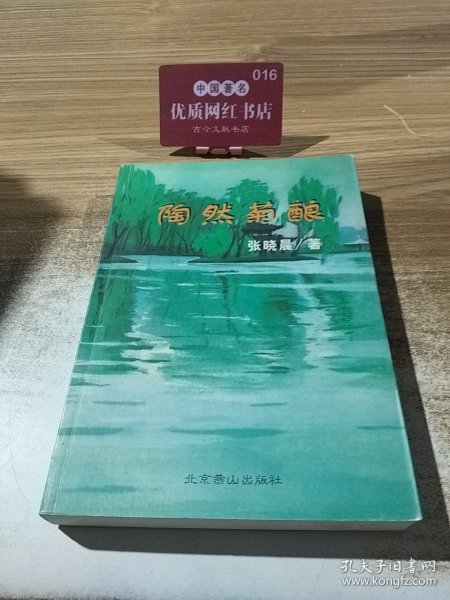 016
中国著名
优质网红书店
古今文献书店
陶然菊酿
张晓晨/著
北京燕山出版社
孔夫子旧书网
www.kongfz.com